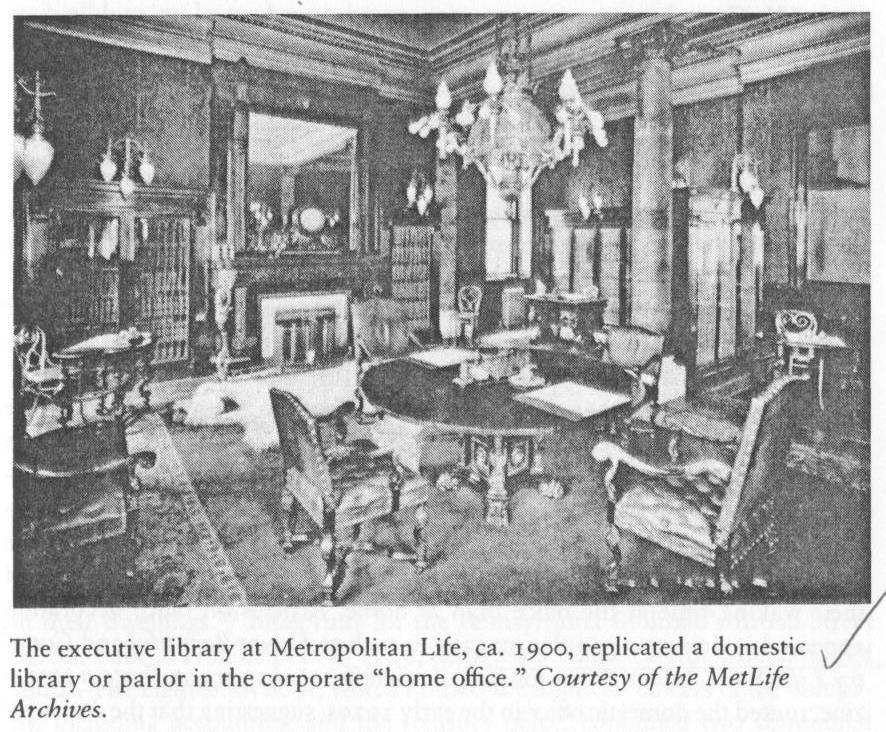 The executive library at Metropolitan Life, ca. 1900, replicated a domestic
library or parlor in the corporate “home office.” Courtesy of the MetLife
Archives.